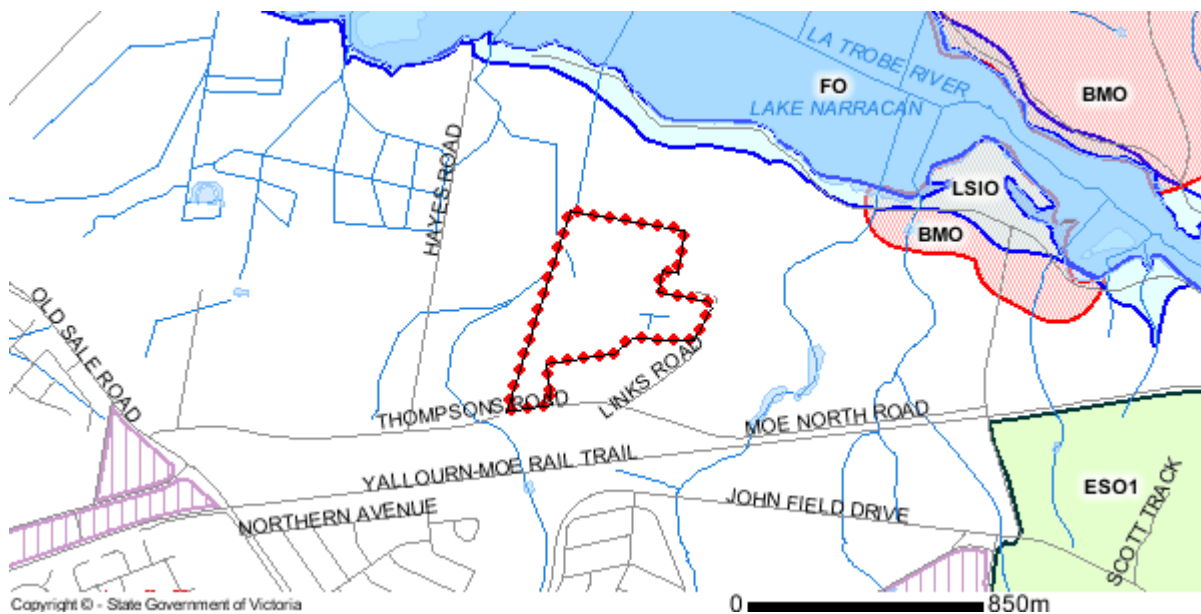 LA TROBE RIVER
FO
LAKE NARRACAN
BMO
HAYES ROAD
LSIO
BMO
OLD SALE ROAD
LINKS ROAD
THOMPSONS ROAD
MOE NORTH ROAD
YALLOURN-MOE RAIL TRAIL
ESO1
JOHN FIELD DRIVE
NORTHERN AVENUE
SCOTT TRACK
Copyright © - State Government of Victoria
0 850m